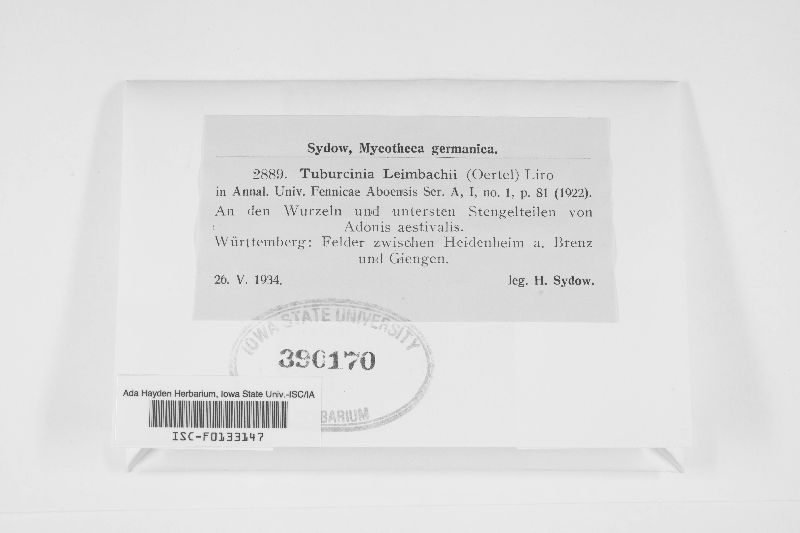 Sydow, Mycotheca germanica.
2889. Tuburcinia Leimbachii (Oertel) Liro
in Annal. Univ. Fennicae Aboensis Ser. A, I, no. 1, p. 81 (1922).
An den Wurzeln und untersten Stengelteilen von
Adonis aestivalis.
Württemberg: Felder zwischen Heidenheim a. Brenz
und Giengen.
26. V. 1934. leg. H. Sydow.
IOWA STATE UNIVERSITY
390170
BARIUM
Ada Hayden Herbarium, Iowa State Univ.-ISC/IA
ISC-F0133147